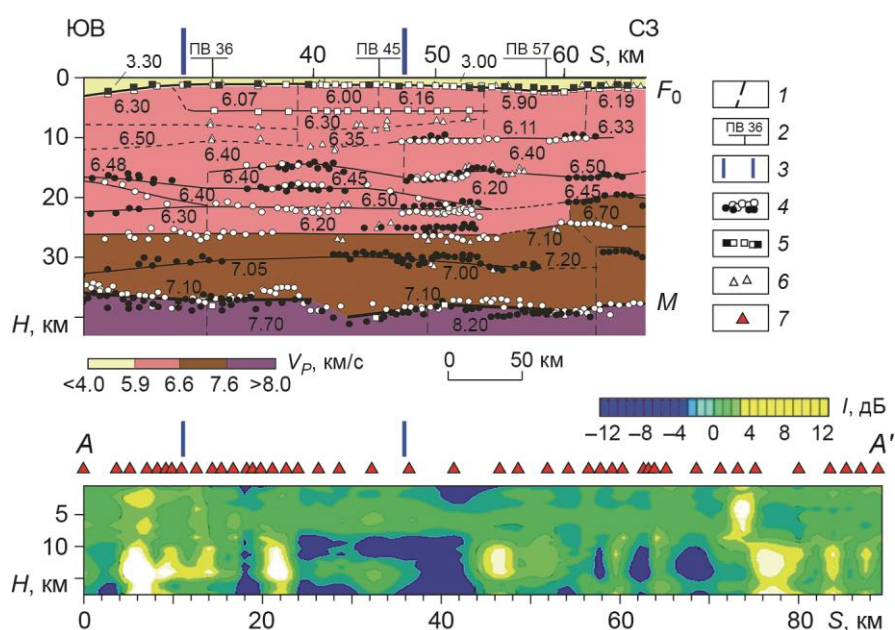 ЮВ СЗ
ПВ 36 40 ПВ 45 50 ПВ 57 60 S, км
3.30 3.00
0 F0
6.30 6.07 6.00 6.16 5.90 6.19
6.30 6.11 6.33
10 6.50 6.35
6.40 6.40
6.48 6.40 6.45 6.50
20 6.40 6.50 6.20 6.45
6.30 6.20 6.70
7.10
30 7.05 7.00 7.20
7.10 7.10 M
H, км 7.70 8.20
VP, км/с
<4.0 5.9 6.6 7.6 >8.0
0 50 км
1
2 ПВ 36
3
4
5
6
7
I, дБ
−12 −8 −4 0 4 8 12
A A′
5
10
H, км
0 20 40 60 80 S, км